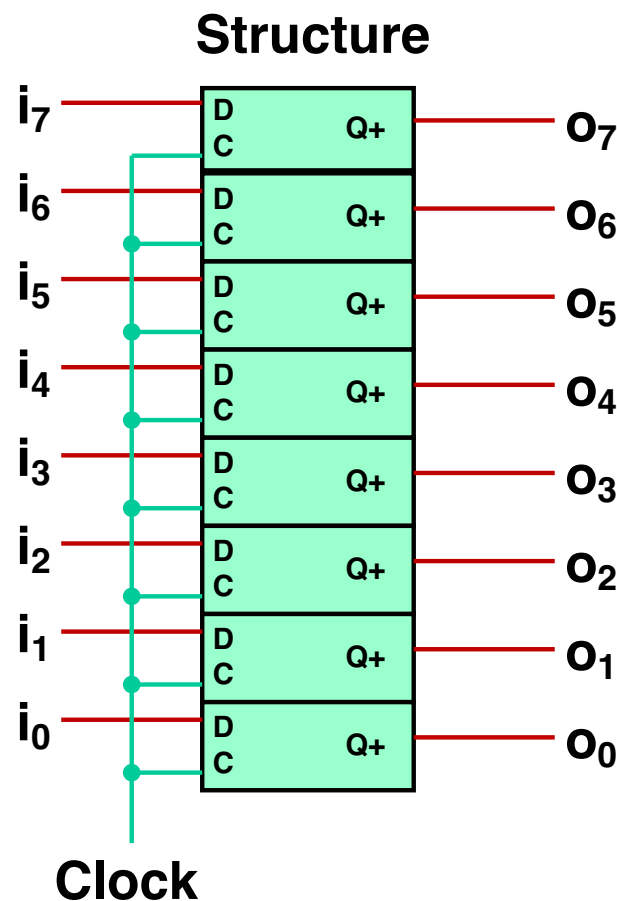 Structure
i7 D C Q+ o7
i6 D C Q+ o6
i5 D C Q+ o5
i4 D C Q+ o4
i3 D C Q+ o3
i2 D C Q+ o2
i1 D C Q+ o1
i0 D C Q+ o0
Clock